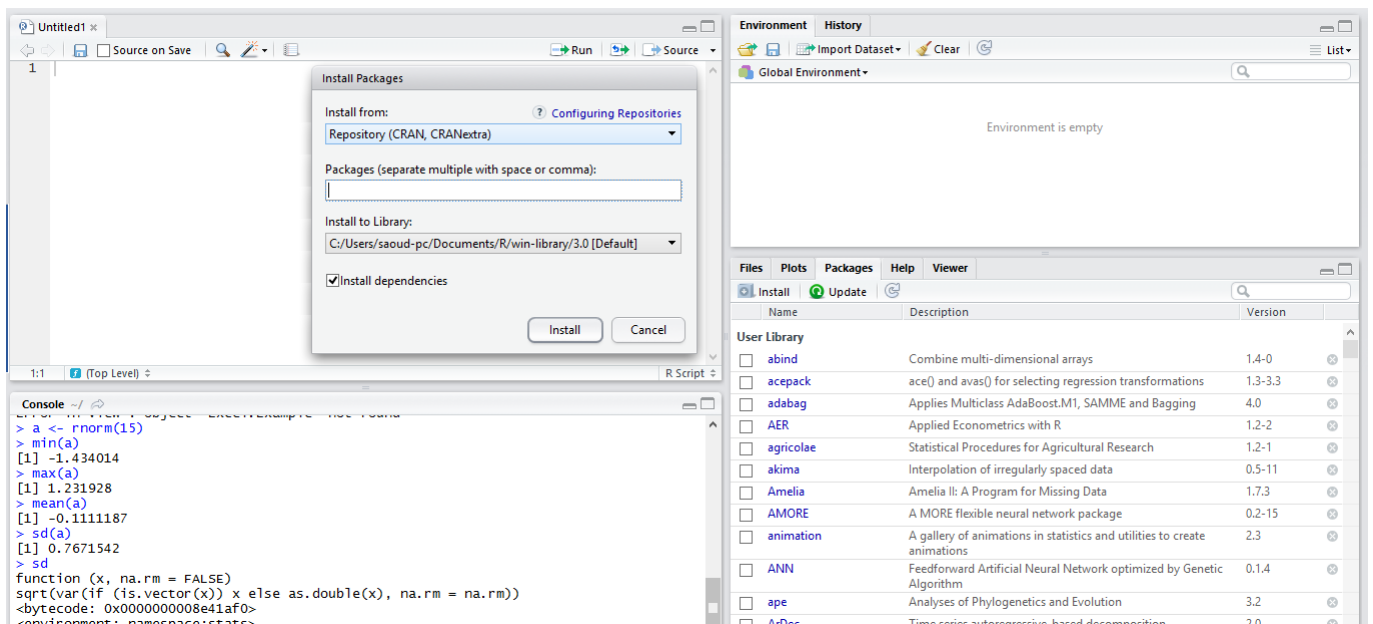 Untitled1
Source on Save
Run
Source
1
Install Packages
Install from:
? Configuring Repositories
Repository (CRAN, CRANextra)
Packages (separate multiple with space or comma):
Install to Library:
C:/Users/saoud-pc/Documents/R/win-library/3.0 [Default]
Install dependencies
Install Cancel
1:1 (Top Level) R Script
Console ~/
> a <- rnorm(15)
> min(a)
[1] -1.434014
> max(a)
[1] 1.231928
> mean(a)
[1] -0.1111187
> sd(a)
[1] 0.7671542
> sd
function (x, na.rm = FALSE)
sqrt(var(if (is.vector(x)) x else as.double(x), na.rm = na.rm))
<bytecode: 0x0000000008e41af0>
<environment: namespace:stats>
Environment History
Import Dataset Clear List
Global Environment
Environment is empty
Files Plots Packages Help Viewer
Install Update
Name Description Version
User Library
abind Combine multi-dimensional arrays 1.4-0
acepack ace() and avas() for selecting regression transformations 1.3-3.3
adabag Applies Multiclass AdaBoost.M1, SAMME and Bagging 4.0
AER Applied Econometrics with R 1.2-2
agricolae Statistical Procedures for Agricultural Research 1.2-1
akima Interpolation of irregularly spaced data 0.5-11
Amelia Amelia II: A Program for Missing Data 1.7.3
AMORE A MORE flexible neural network package 0.2-15
animation A gallery of animations in statistics and utilities to create 2.3
animations
ANN Feedforward Artificial Neural Network optimized by Genetic 0.1.4
Algorithm
ape Analyses of Phylogenetics and Evolution 3.2
ArDec Time series autoregressive-based decomposition 2.0